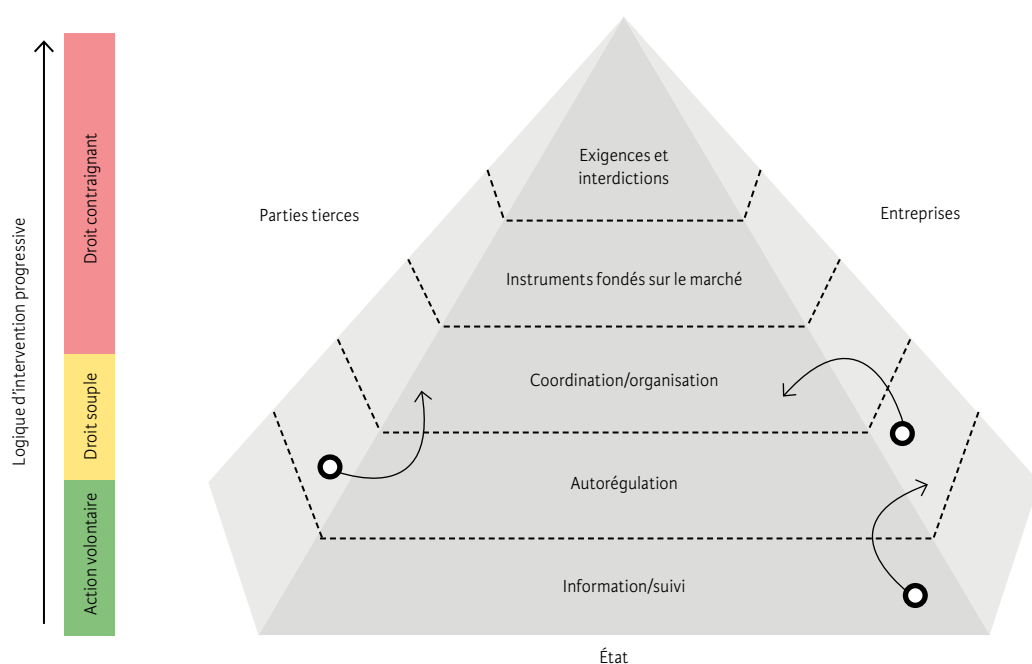 Logique d'intervention progressive
Droit contraignant
Droit souple
Action volontaire
Parties tierces
Exigences et
interdictions
Entreprises
Instruments fondés sur le marché
Coordination/organisation
Autorégulation
Information/suivi
État